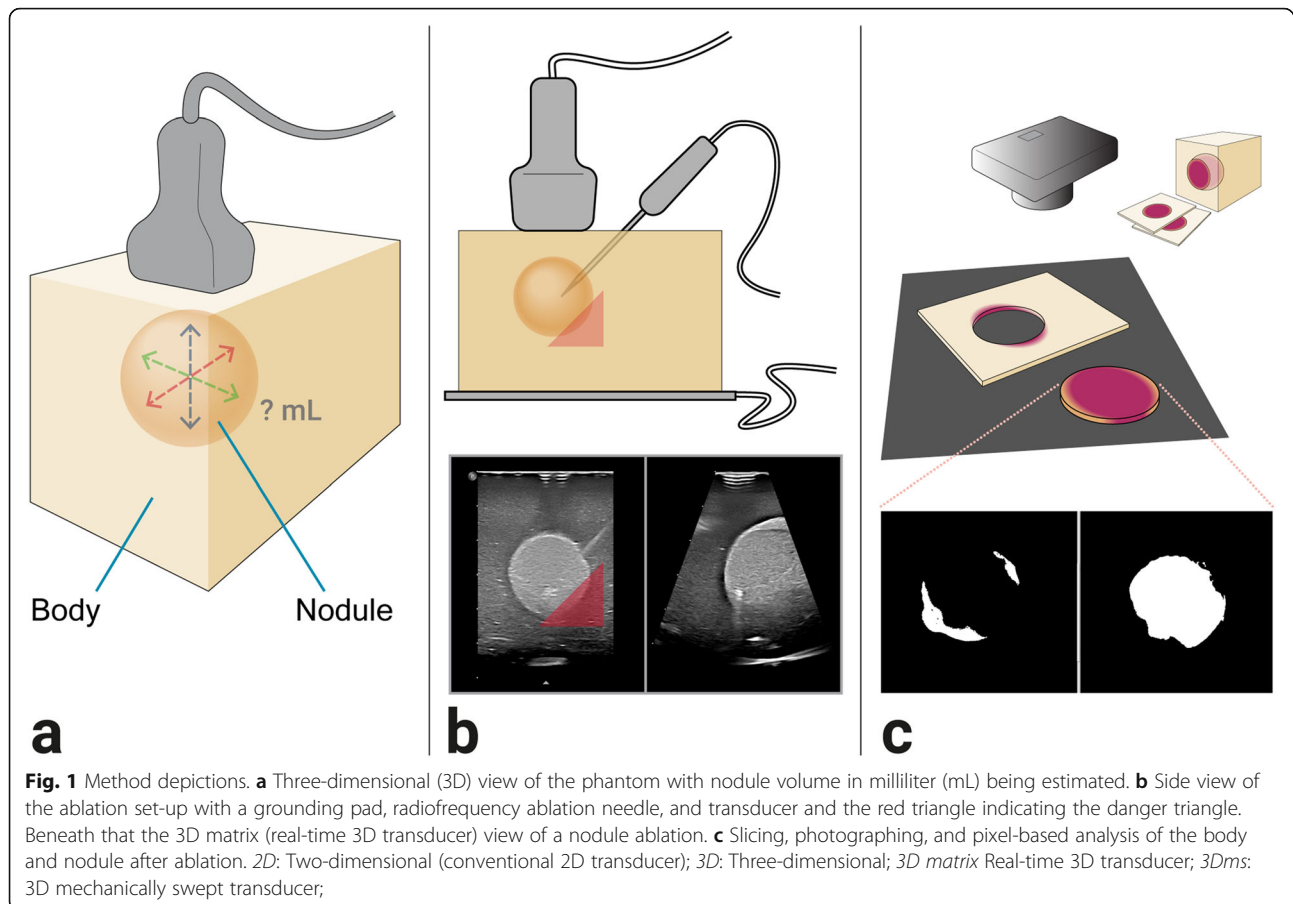 ? mL
Body
Nodule
a
b
c
Fig. 1 Method depictions. a Three-dimensional (3D) view of the phantom with nodule volume in milliliter (mL) being estimated. b Side view of
the ablation set-up with a grounding pad, radiofrequency ablation needle, and transducer and the red triangle indicating the danger triangle.
Beneath that the 3D matrix (real-time 3D transducer) view of a nodule ablation. c Slicing, photographing, and pixel-based analysis of the body
and nodule after ablation. 2D: Two-dimensional (conventional 2D transducer); 3D: Three-dimensional; 3D matrix Real-time 3D transducer; 3Dms:
3D mechanically swept transducer;